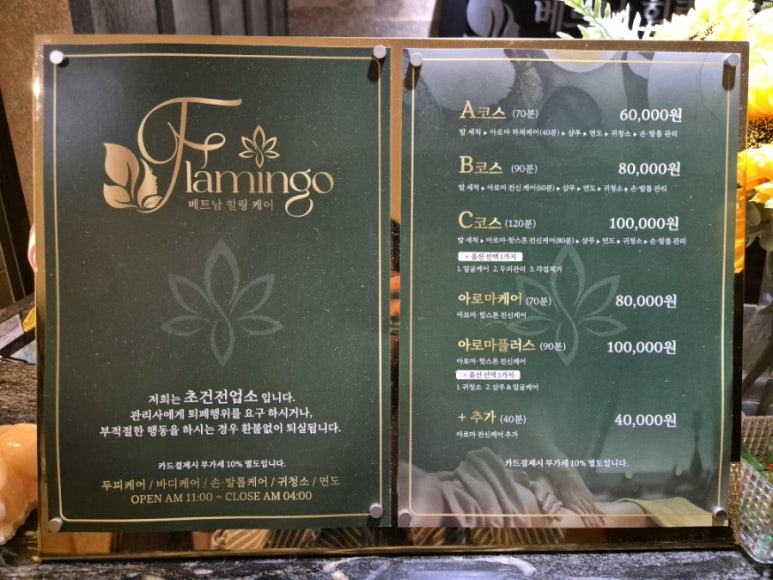 Flamingo
베트남 힐링 케어
저희는 초건전업소 입니다.
관리사에게 퇴폐행위를 요구 하시거나,
부적절한 행동을 하시는 경우 환불없이 퇴실됩니다.
카드결제시 부가세 10% 별도입니다.
두피케어 / 바디케어 / 손·발톱케어 / 귀청소 / 면도
OPEN AM 11:00 ~ CLOSE AM 04:00
A코스 (70분) 60,000원
발 세척 ▸ 아로마 하체케어(40분) ▸ 샴푸 ▸ 면도 ▸ 귀청소 ▸ 손·발톱 관리
B코스 (90분) 80,000원
발 세척 ▸ 아로마 전신 케어(60분) ▸ 샴푸 ▸ 면도 ▸ 귀청소 ▸ 손·발톱 관리
C코스 (120분) 100,000원
발 세척 ▸ 아로마·핫스톤 전신케어(80분) ▸ 샴푸 ▸ 면도 ▸ 귀청소 ▸ 손·발톱 관리
+ 옵션 선택 1가지
1. 얼굴케어 2. 두피관리 3. 각질제거
아로마케어 (70분) 80,000원
아로마·핫스톤 전신케어
아로마플러스 (90분) 100,000원
아로마·핫스톤 전신케어
+ 옵션 선택 1가지
1. 귀청소 2. 샴푸 & 얼굴케어
+ 추가 (40분) 40,000원
아로마 전신케어 추가
카드결제시 부가세 10% 별도입니다.